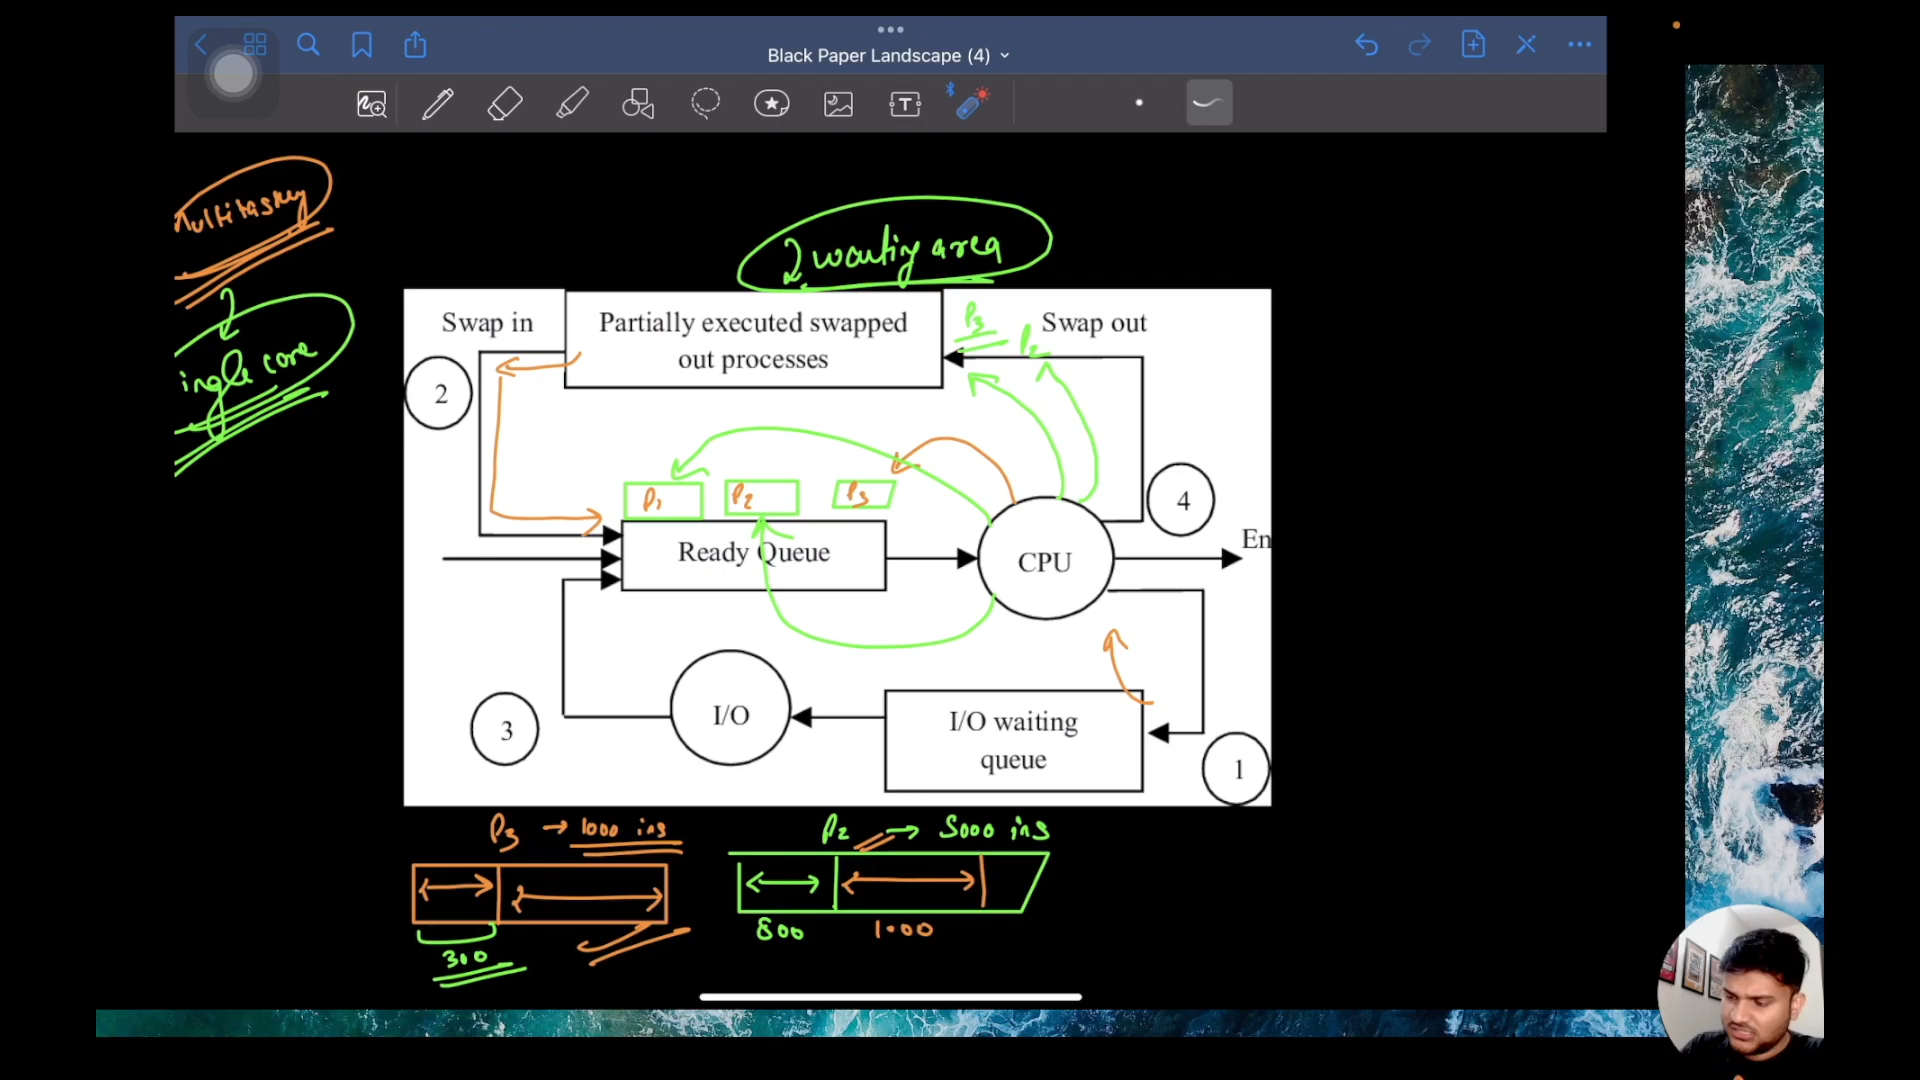 Black Paper Landscape (4)
T
Multitasking
2 waiting area
single core
Swap in
Partially executed swapped
out processes
P3
P2
Swap out
2
P1
P2
P3
4
Ready Queue
CPU
En
I/O
I/O waiting
queue
3
1
P3 → 1000 ins
P2 → 5000 ins
300
800
1000